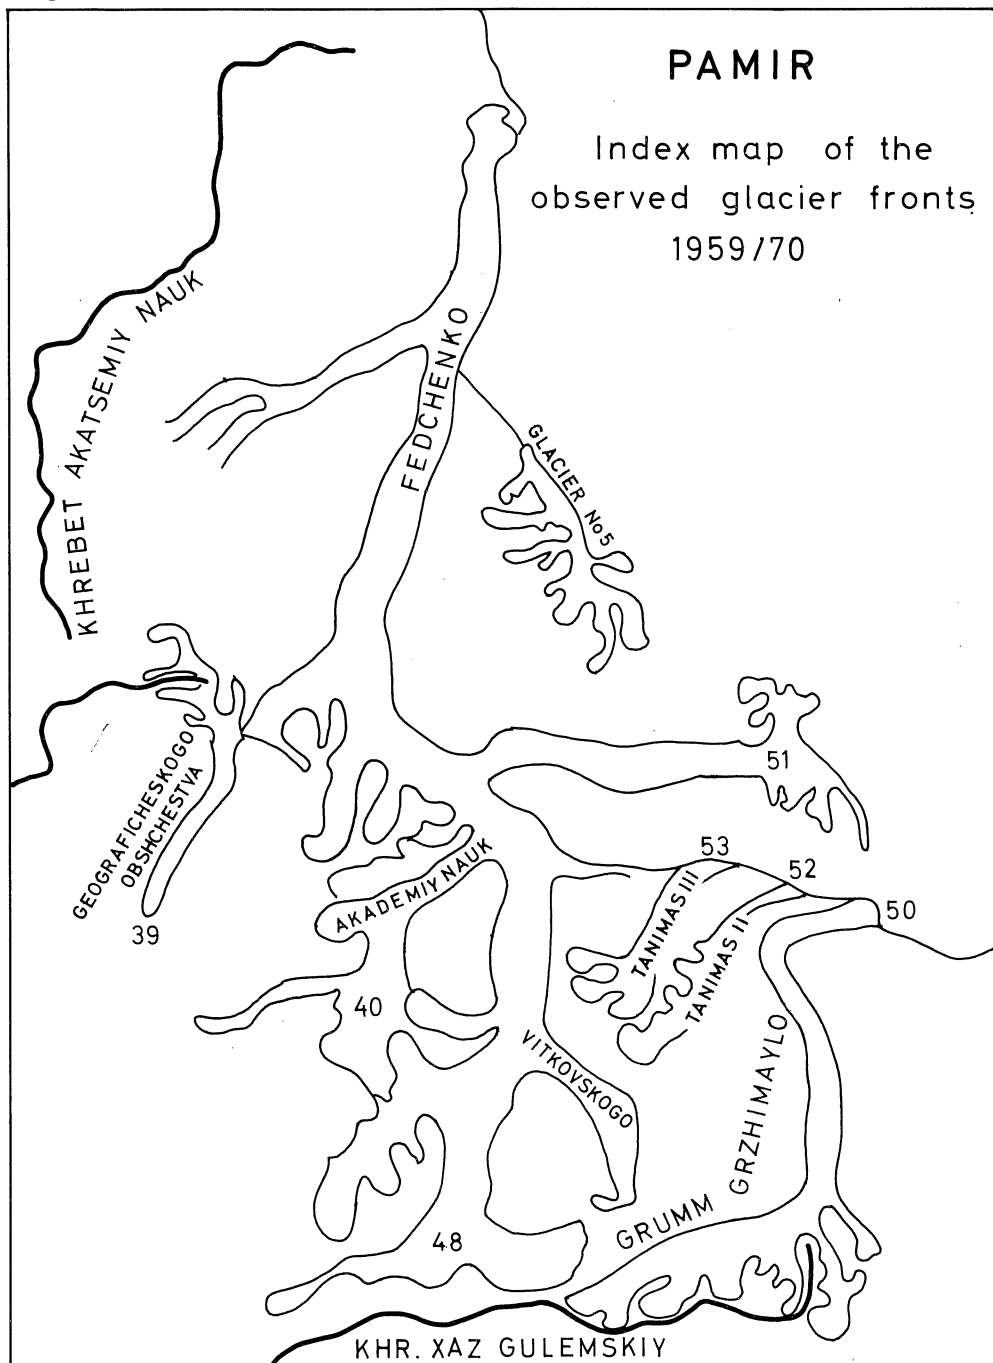 PAMIR
Index map of the
observed glacier fronts
1959/70
KHREBET AKATSEMIY NAUK
FEDCHENKO
GLACIER No5
GEOGRAFICHESKOGO
OBSHCHESTVA
39
51
53
52
50
AKADEMIY NAUK
TANIMAS III
TANIMAS II
40
VITKOVSKOGO
GRUMM GRZHIMAYLO
48
KHR. XAZ GULEMSKIY